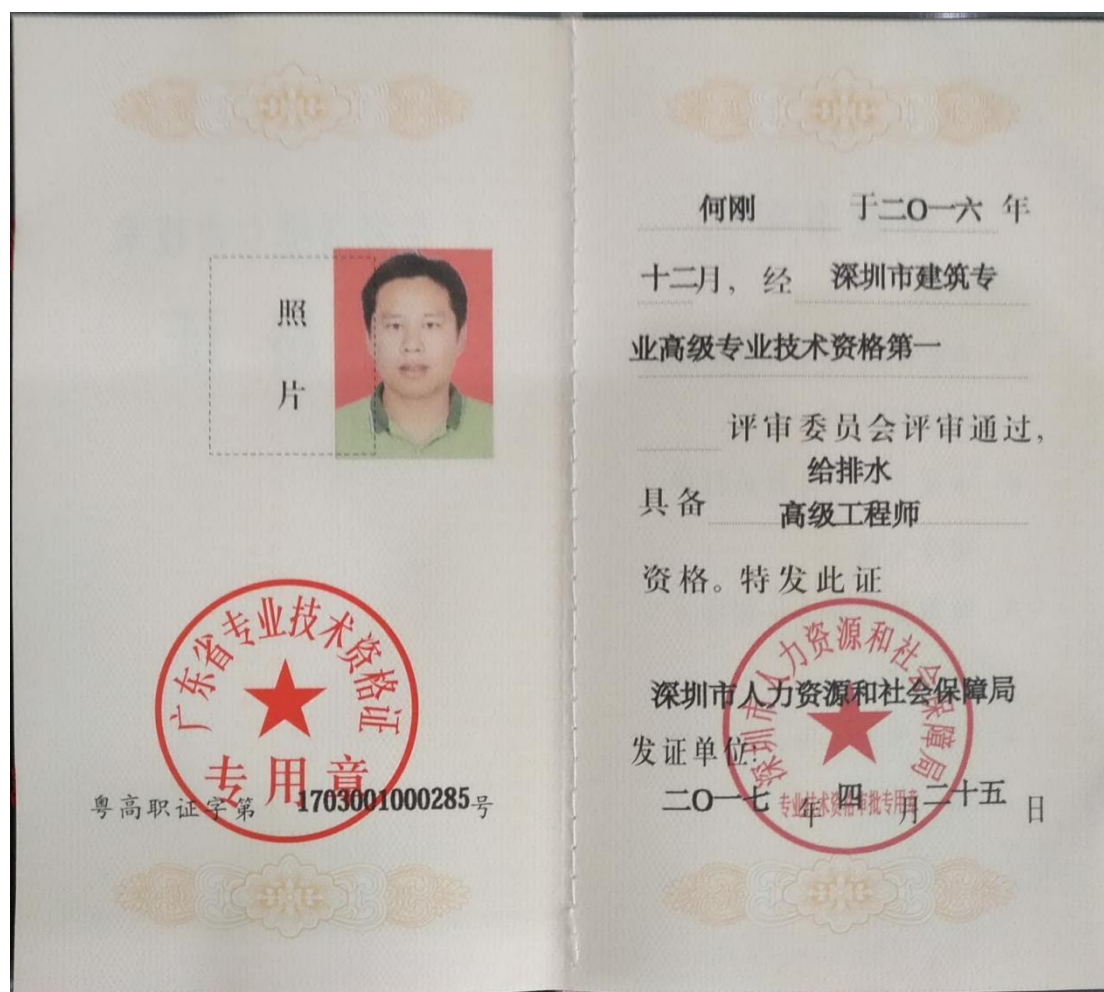 照
片
广东省专业技术资格证
专用章
粤高职证字第 1703001000285号
何刚 于二O一六 年
十二月，经 深圳市建筑专
业高级专业技术资格第一
评审委员会评审通过，
给排水
具备 高级工程师
资格。特发此证
深圳市人力资源和社会保障局
深圳市人力资源和社会保障局
发证单位：
二O一七 年 四 月二十五 日
专业技术资格审批专用章